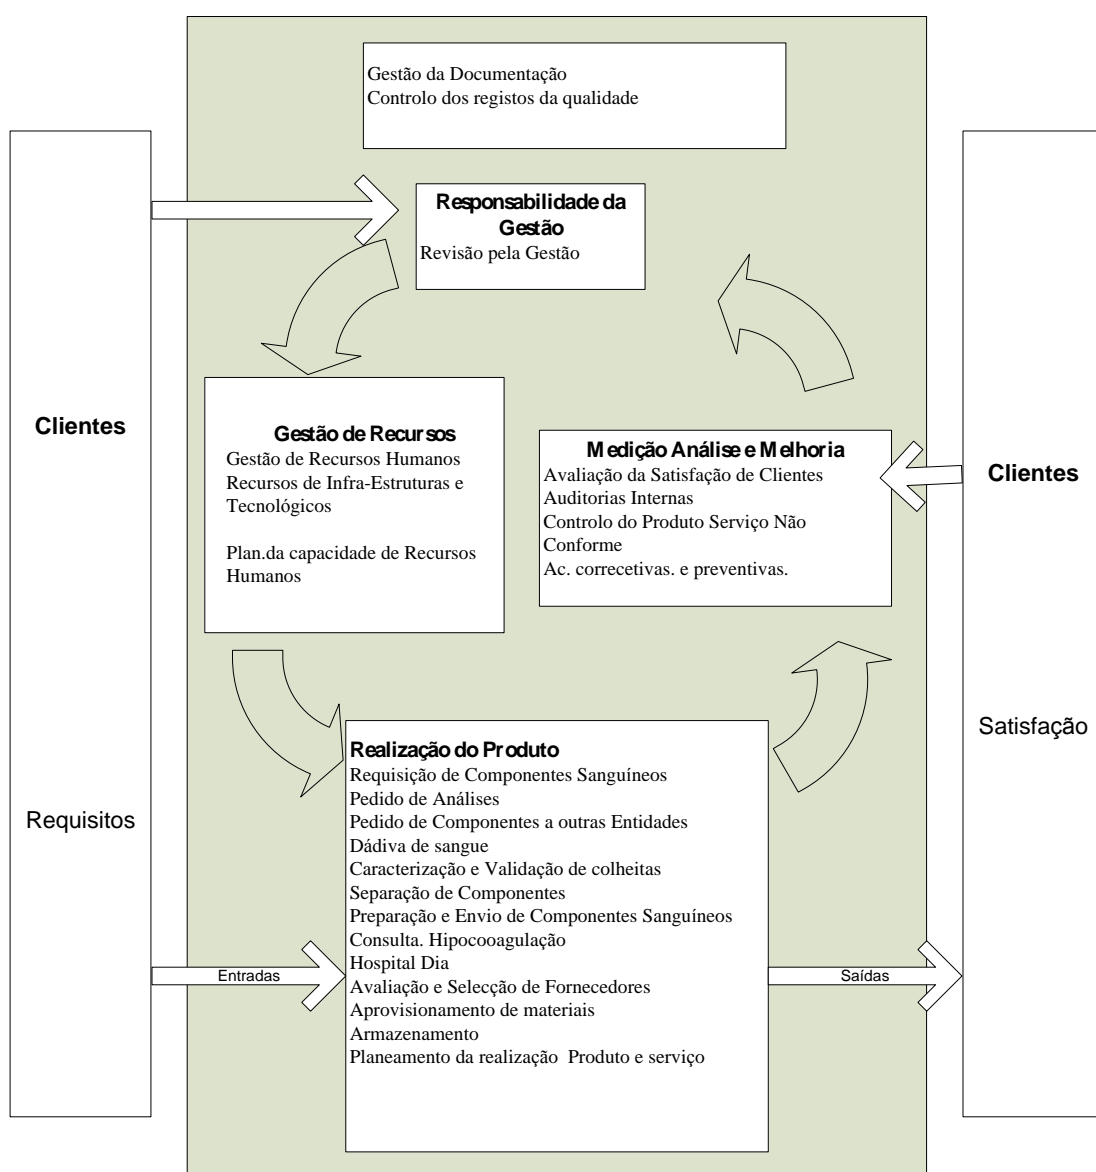 Gestão da Documentação
Controlo dos registos da qualidade
Responsabilidade da
Gestão
Revisão pela Gestão
Clientes
Requisitos
Gestão de Recursos
Gestão de Recursos Humanos
Recursos de Infra-Estruturas e
Tecnológicos
Plan.da capacidade de Recursos
Humanos
Medição Análise e Melhoria
Avaliação da Satisfação de Clientes
Auditorias Internas
Controlo do Produto Serviço Não
Conforme
Ac. correcetivas. e preventivas.
Clientes
Satisfação
Realização do Produto
Requisição de Componentes Sanguíneos
Pedido de Análises
Pedido de Componentes a outras Entidades
Dádiva de sangue
Caracterização e Validação de colheitas
Separação de Componentes
Preparação e Envio de Componentes Sanguíneos
Consulta. Hipocooagulação
Hospital Dia
Avaliação e Selecção de Fornecedores
Aprovisionamento de materiais
Armazenamento
Planeamento da realização  Produto e serviço
Entradas
Saídas